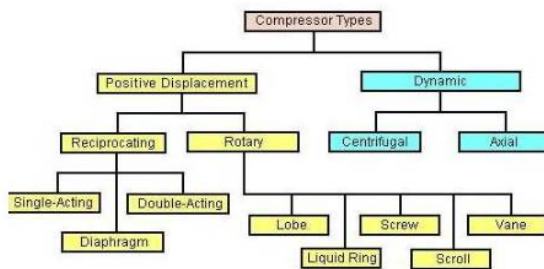 Compressor Types
Positive Displacement
Dynamic
Reciprocating
Rotary
Centrifugal
Axial
Single-Acting
Double-Acting
Diaphragm
Lobe
Screw
Vane
Liquid Ring
Scroll